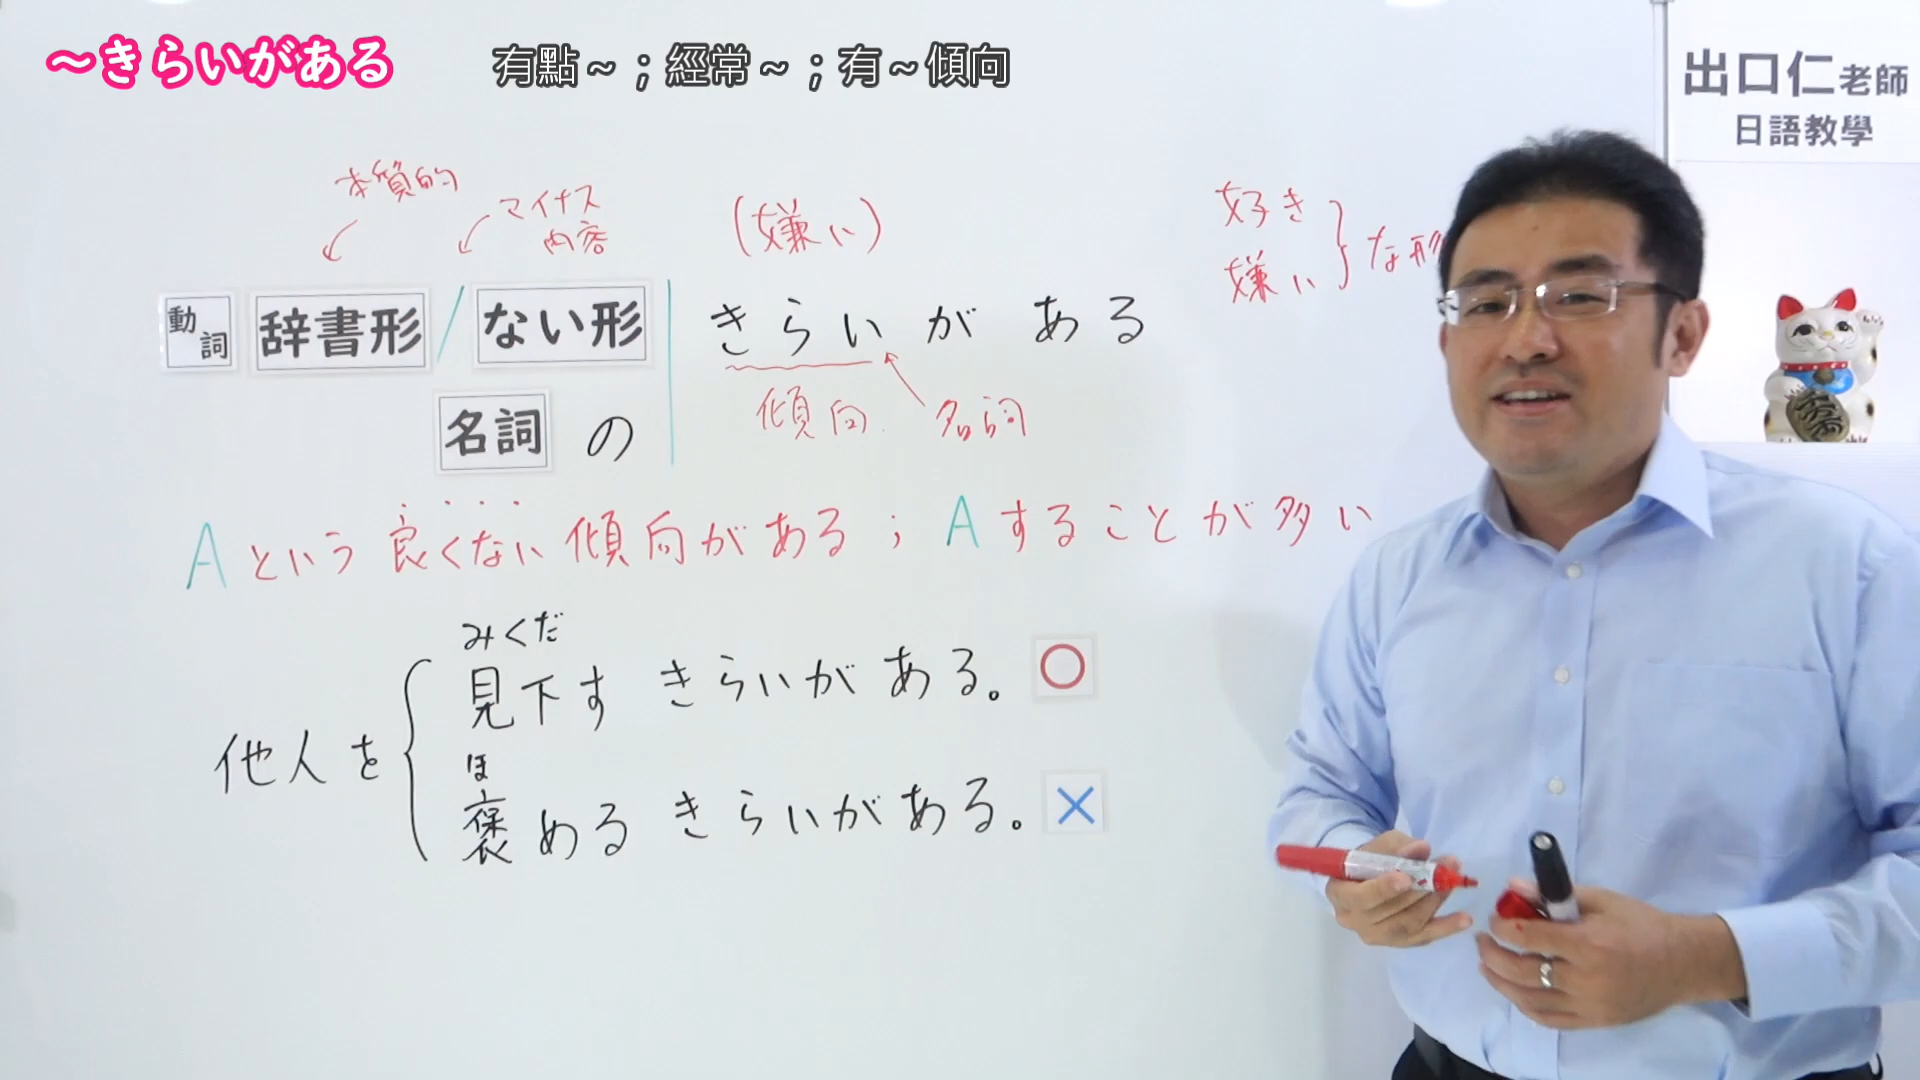 ～きらいがある
有點～；經常～；有～傾向
出口仁老師
日語教學
本質的
マイナス
内容
(嫌い)
好き
嫌い
な形
動詞 辞書形/ない形 きらいがある
名詞の
傾向
名詞
Aという良くない傾向がある；Aすることが多い
みくだ
見下すきらいがある。○
他人を
ほ
褒めるきらいがある。×